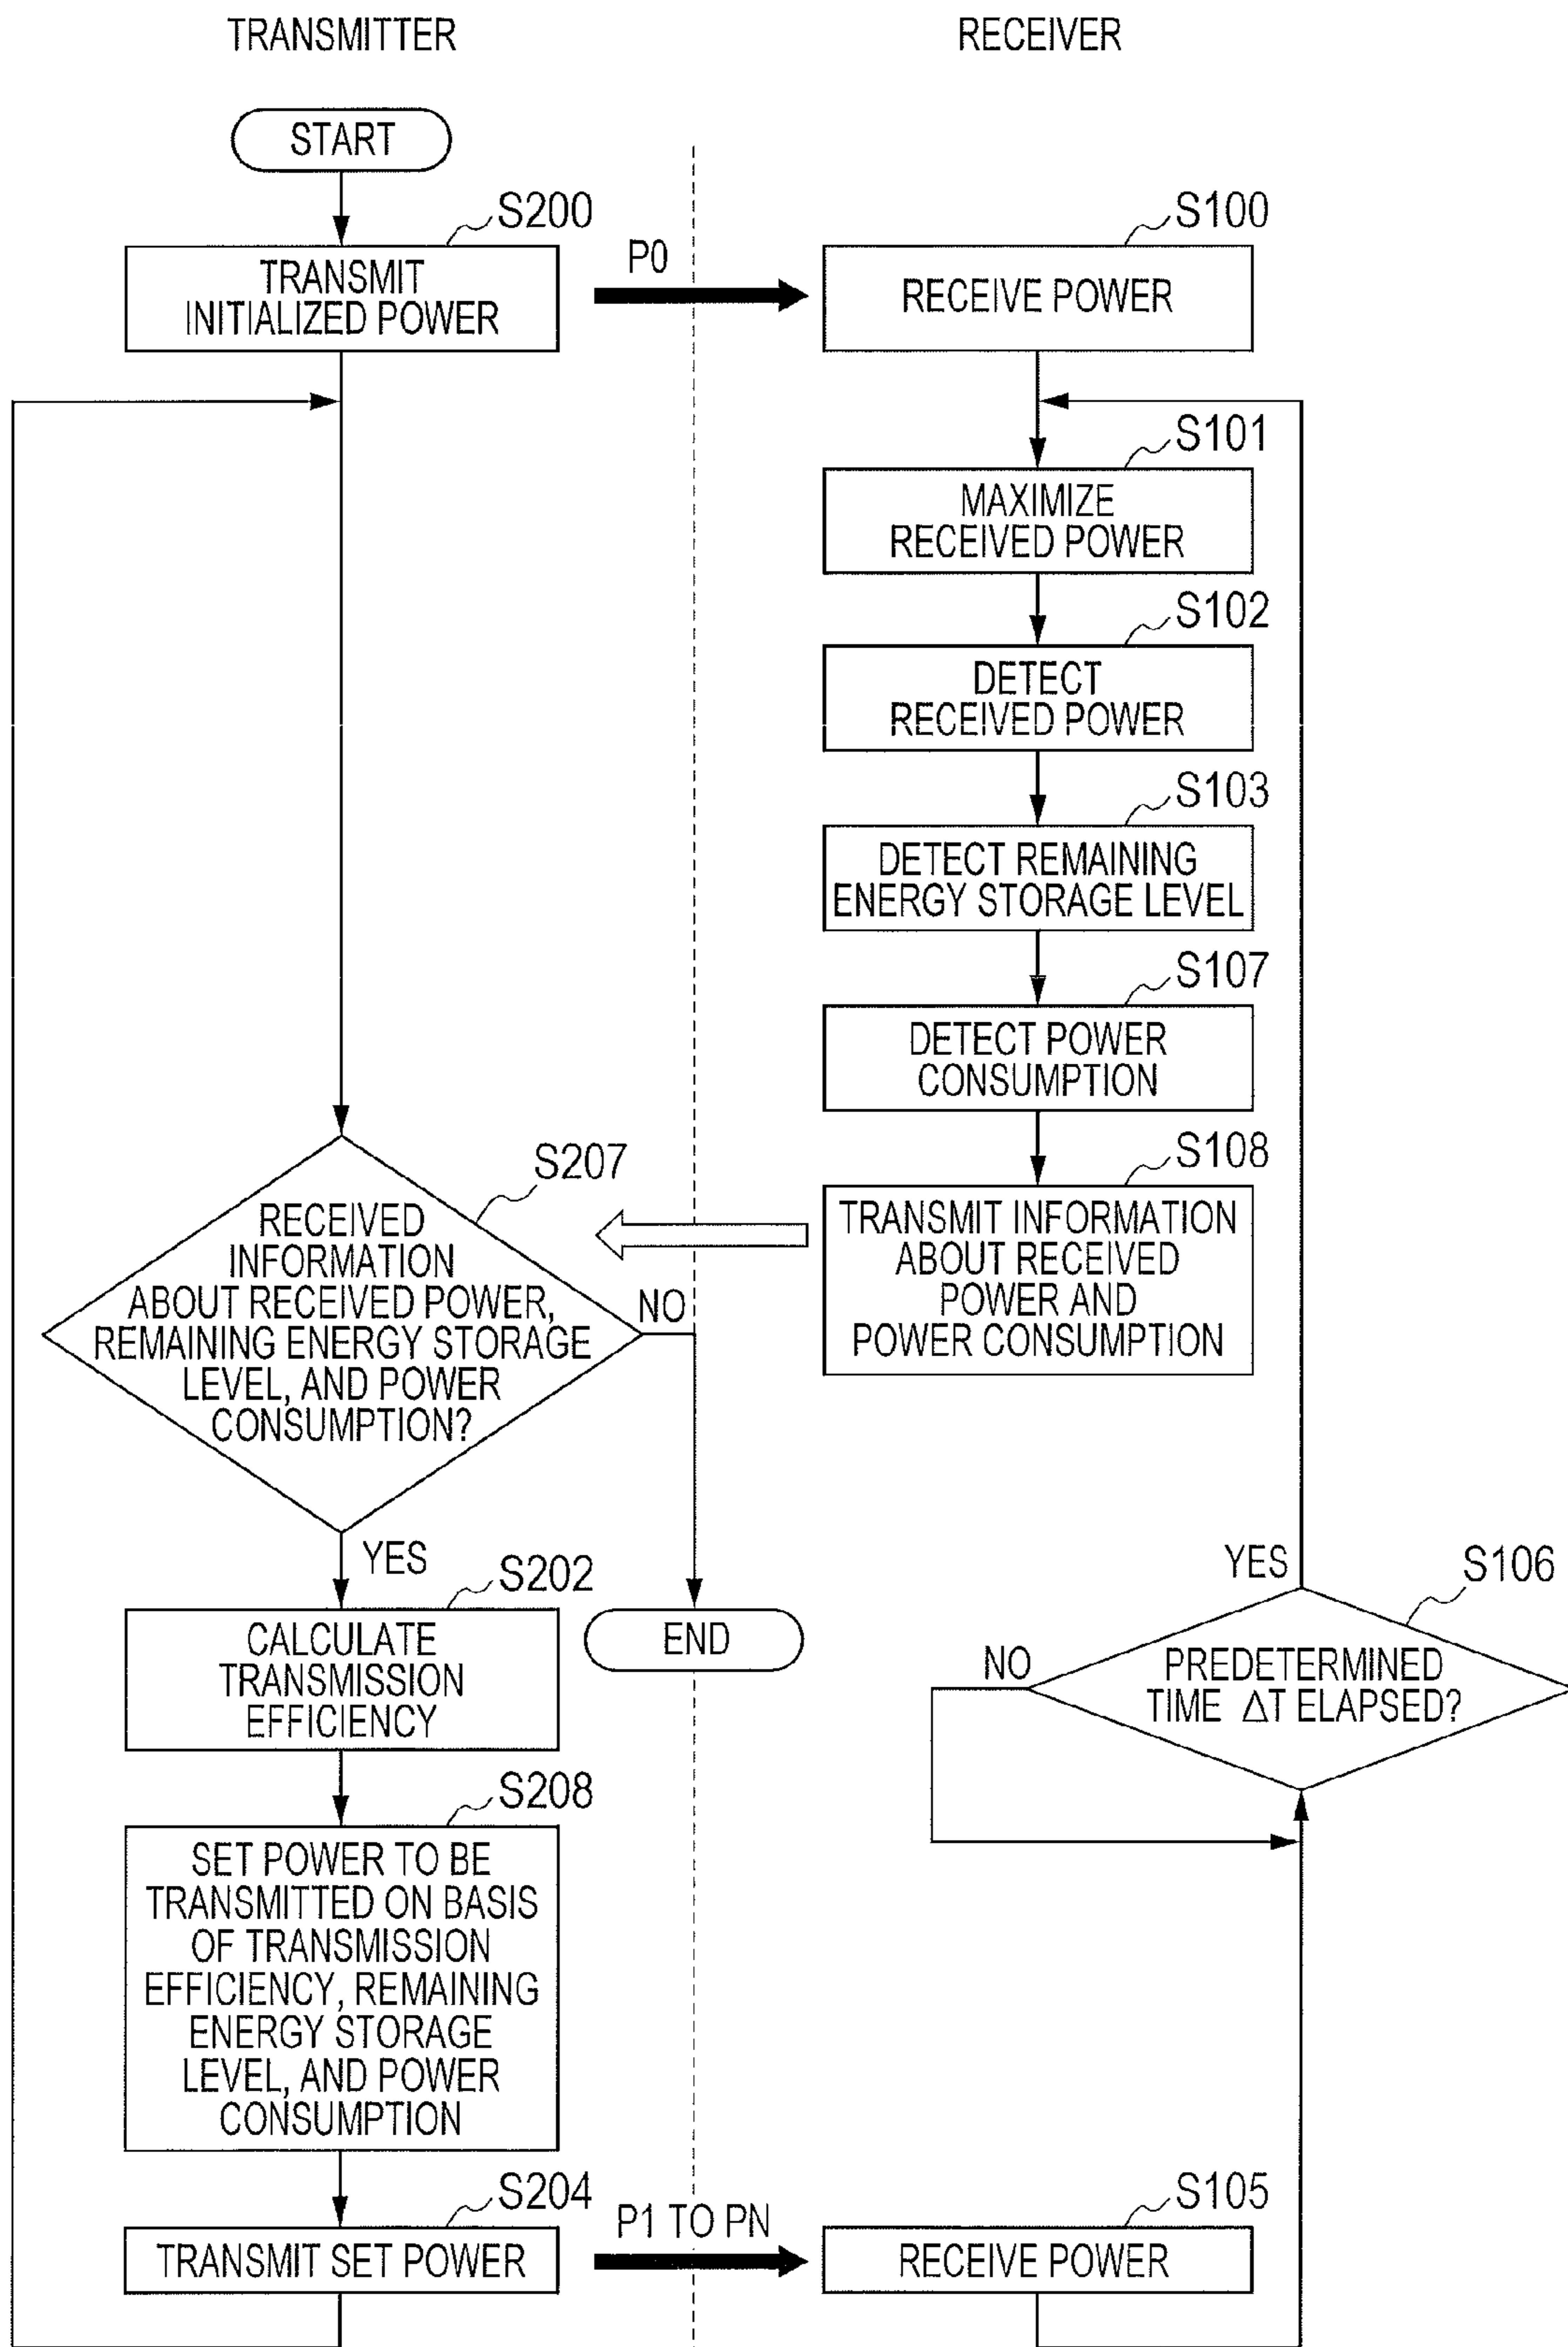 TRANSMITTER
RECEIVER
START
S200
TRANSMIT
INITIALIZED POWER
P0
S100
RECEIVE POWER
S101
MAXIMIZE
RECEIVED POWER
S102
DETECT
RECEIVED POWER
S103
DETECT REMAINING
ENERGY STORAGE LEVEL
S107
DETECT POWER
CONSUMPTION
S108
TRANSMIT INFORMATION
ABOUT RECEIVED
POWER AND
POWER CONSUMPTION
S207
RECEIVED
INFORMATION
ABOUT RECEIVED POWER,
REMAINING ENERGY STORAGE
LEVEL, AND POWER
CONSUMPTION?
NO
YES
END
S202
CALCULATE
TRANSMISSION
EFFICIENCY
S208
SET POWER TO BE
TRANSMITTED ON BASIS
OF TRANSMISSION
EFFICIENCY, REMAINING
ENERGY STORAGE
LEVEL, AND POWER
CONSUMPTION
S204
TRANSMIT SET POWER
P1 TO PN
S105
RECEIVE POWER
S106
PREDETERMINED
TIME ΔT ELAPSED?
YES
NO